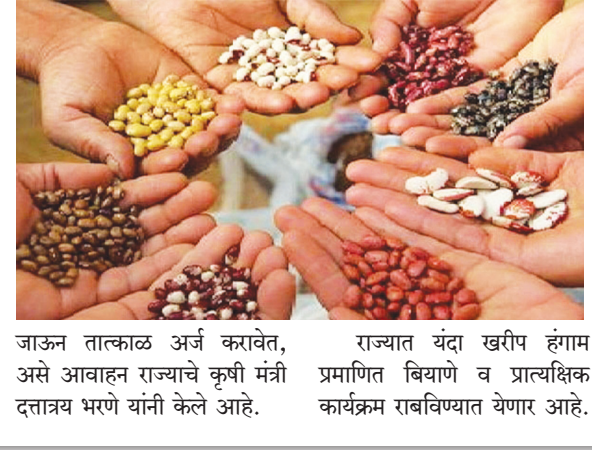 जाऊन तात्काळ अर्ज करावेत,
असे आवाहन राज्याचे कृषी मंत्री
दत्तात्रय भरणे यांनी केले आहे.
राज्यात यंदा खरीप हंगाम
प्रमाणित बियाणे व प्रात्यक्षिक
कार्यक्रम राबविण्यात येणार आहे.